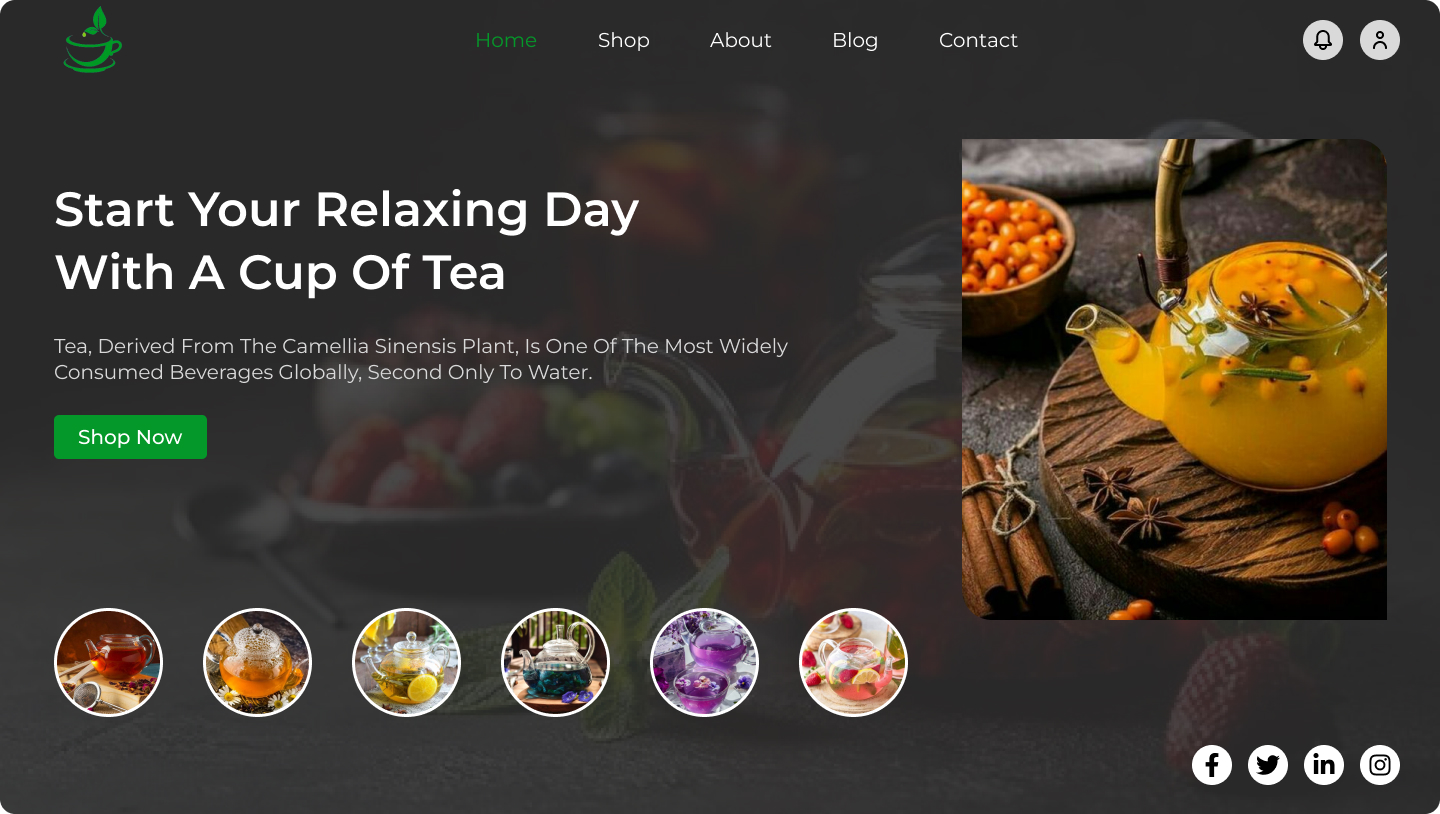 Home Shop About Blog Contact
Start Your Relaxing Day
With A Cup Of Tea
Tea, Derived From The Camellia Sinensis Plant, Is One Of The Most Widely
Consumed Beverages Globally, Second Only To Water.
Shop Now